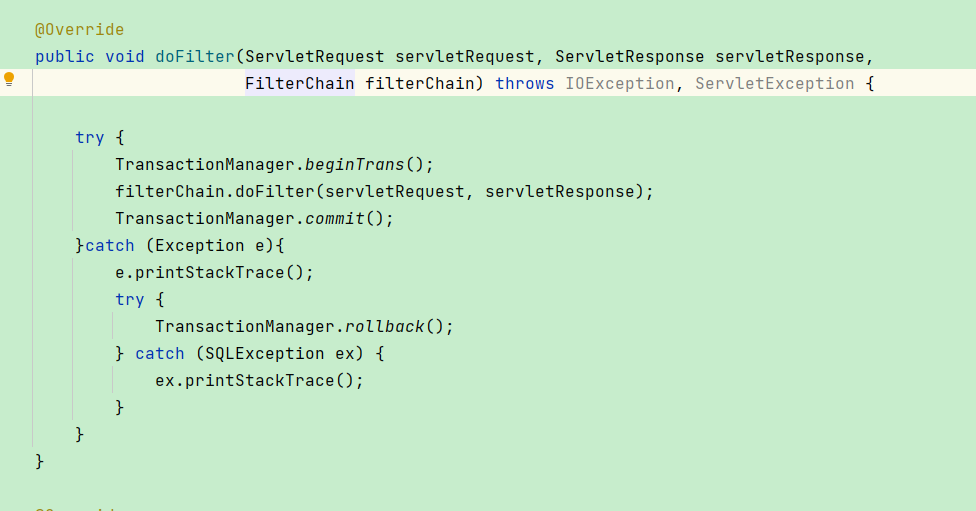 @Override
public void doFilter(ServletRequest servletRequest, ServletResponse servletResponse,
                     FilterChain filterChain) throws IOException, ServletException {
    try {
        TransactionManager.beginTrans();
        filterChain.doFilter(servletRequest, servletResponse);
        TransactionManager.commit();
    }catch (Exception e){
        e.printStackTrace();
        try {
            TransactionManager.rollback();
        } catch (SQLException ex) {
            ex.printStackTrace();
        }
    }
}